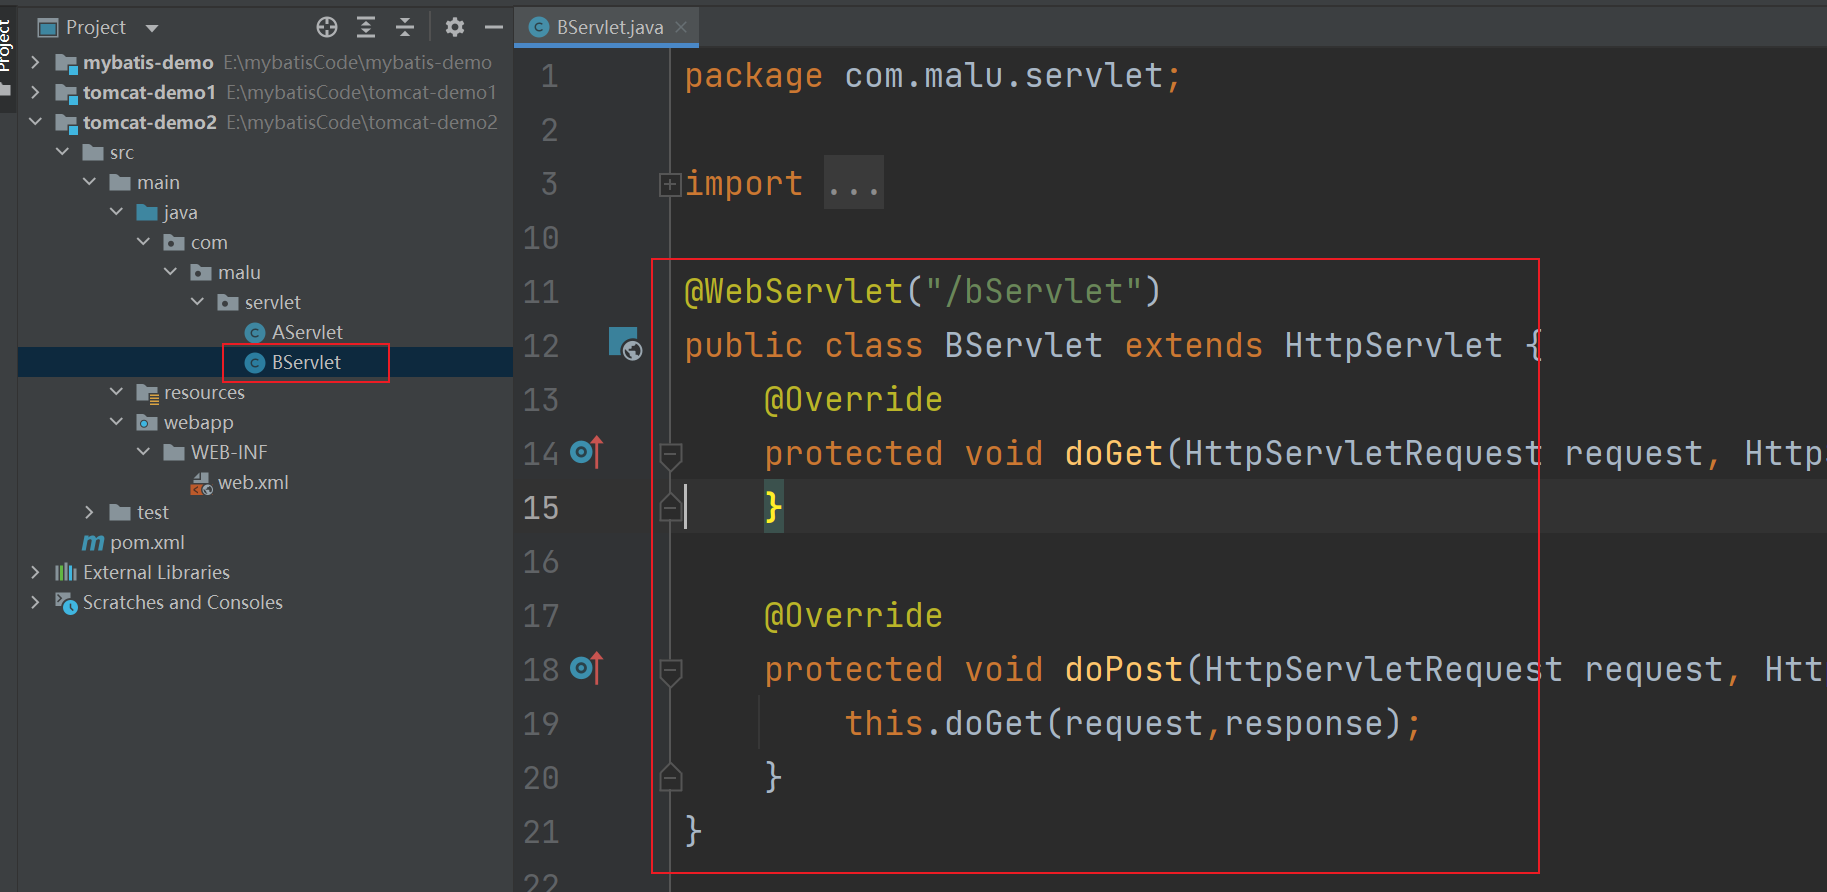 Project
Project
mybatis-demo E:\mybatisCode\mybatis-demo
tomcat-demo1 E:\mybatisCode\tomcat-demo1
tomcat-demo2 E:\mybatisCode\tomcat-demo2
src
main
java
com
malu
servlet
AServlet
BServlet
resources
webapp
WEB-INF
web.xml
test
pom.xml
External Libraries
Scratches and Consoles
BServlet.java
1 package com.malu.servlet;
2
3 import ...
10
11 @WebServlet("/bServlet")
12 public class BServlet extends HttpServlet {
13 @Override
14 protected void doGet(HttpServletRequest request, Http
15 }
16
17 @Override
18 protected void doPost(HttpServletRequest request, Htt
19 this.doGet(request,response);
20 }
21 }
22